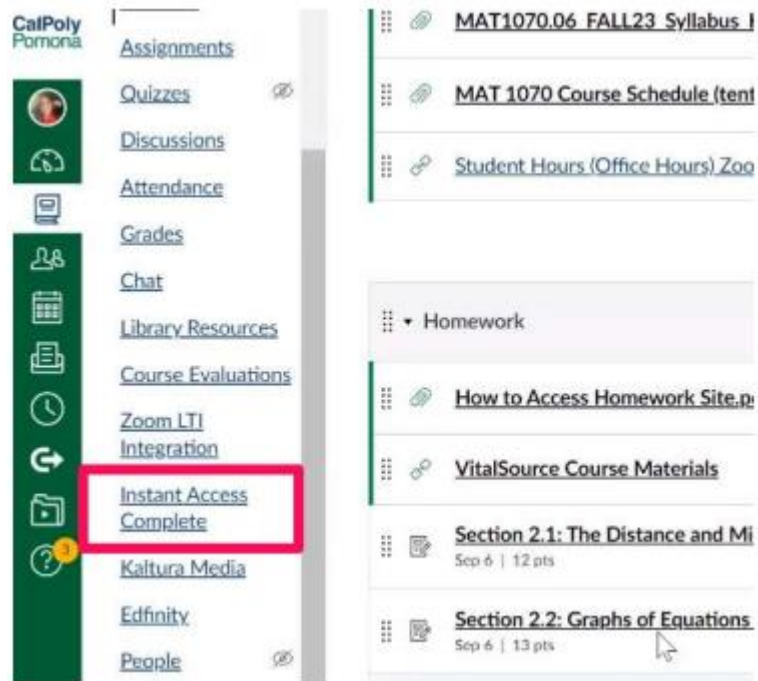 CalPoly
Pomona
Assignments
Quizzes
Discussions
Attendance
Grades
Chat
Library Resources
Course Evaluations
Zoom LTI
Integration
Instant Access
Complete
Kaltura Media
Edfinity
People
3
MAT1070.06 FALL23 Syllabus
MAT 1070 Course Schedule (tent
Student Hours (Office Hours) Zoo
Homework
How to Access Homework Site.p
VitalSource Course Materials
Section 2.1: The Distance and Mi
Sep 6 | 12 pts
Section 2.2: Graphs of Equations
Sep 6 | 13 pts